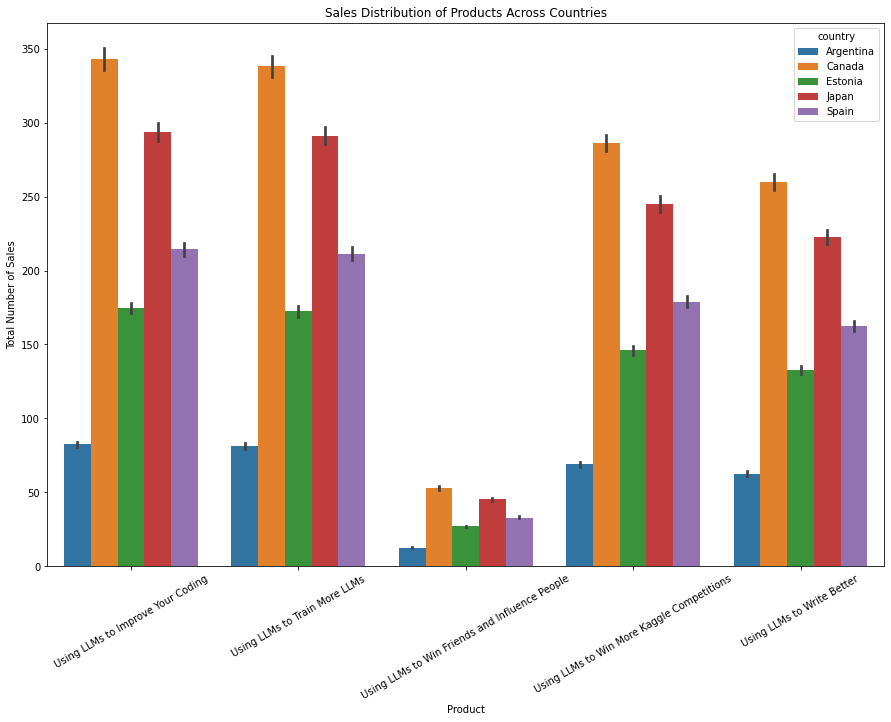 Sales Distribution of Products Across Countries
country
Argentina
Canada
Estonia
Japan
Spain
Total Number of Sales
350
300
250
200
150
100
50
0
Using LLMs to Improve Your Coding
Using LLMs to Train More LLMs
Using LLMs to Win Friends and Influence People
Using LLMs to Win More Kaggle Competitions
Using LLMs to Write Better
Product